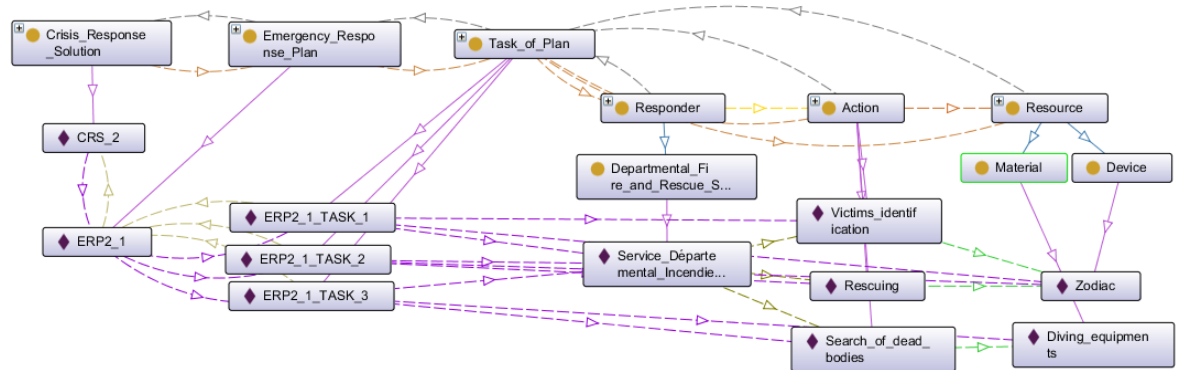 Crisis_Response
_Solution
Emergency_Respo
nse_Plan
Task_of_Plan
Responder
Action
Resource
CRS_2
Departmental_Fi
re_and_Rescue_S...
Material
Device
ERP2_1
ERP2_1_TASK_1
ERP2_1_TASK_2
ERP2_1_TASK_3
Service_Départe
mental_Incendie...
Victims_identif
ication
Rescuing
Zodiac
Search_of_dead_
bodies
Diving_equipmen
ts